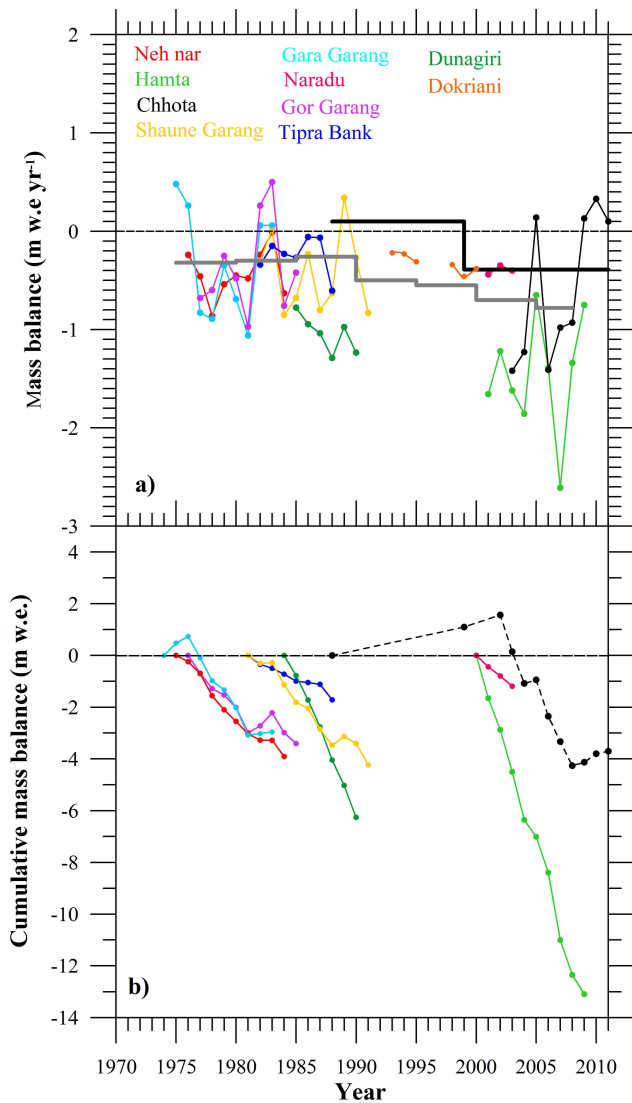 2
Neh nar Gara Garang Dunagiri
Hamta Naradu Dokriani
Chhota Gor Garang
Shaune Garang Tipra Bank
1
0
-1
-2
-3
Mass balance (m w.e yr-1)
a)
4
2
0
-2
-4
-6
-8
-10
-12
-14
Cumulative mass balance (m w.e.)
b)
1970 1975 1980 1985 1990 1995 2000 2005 2010
Year